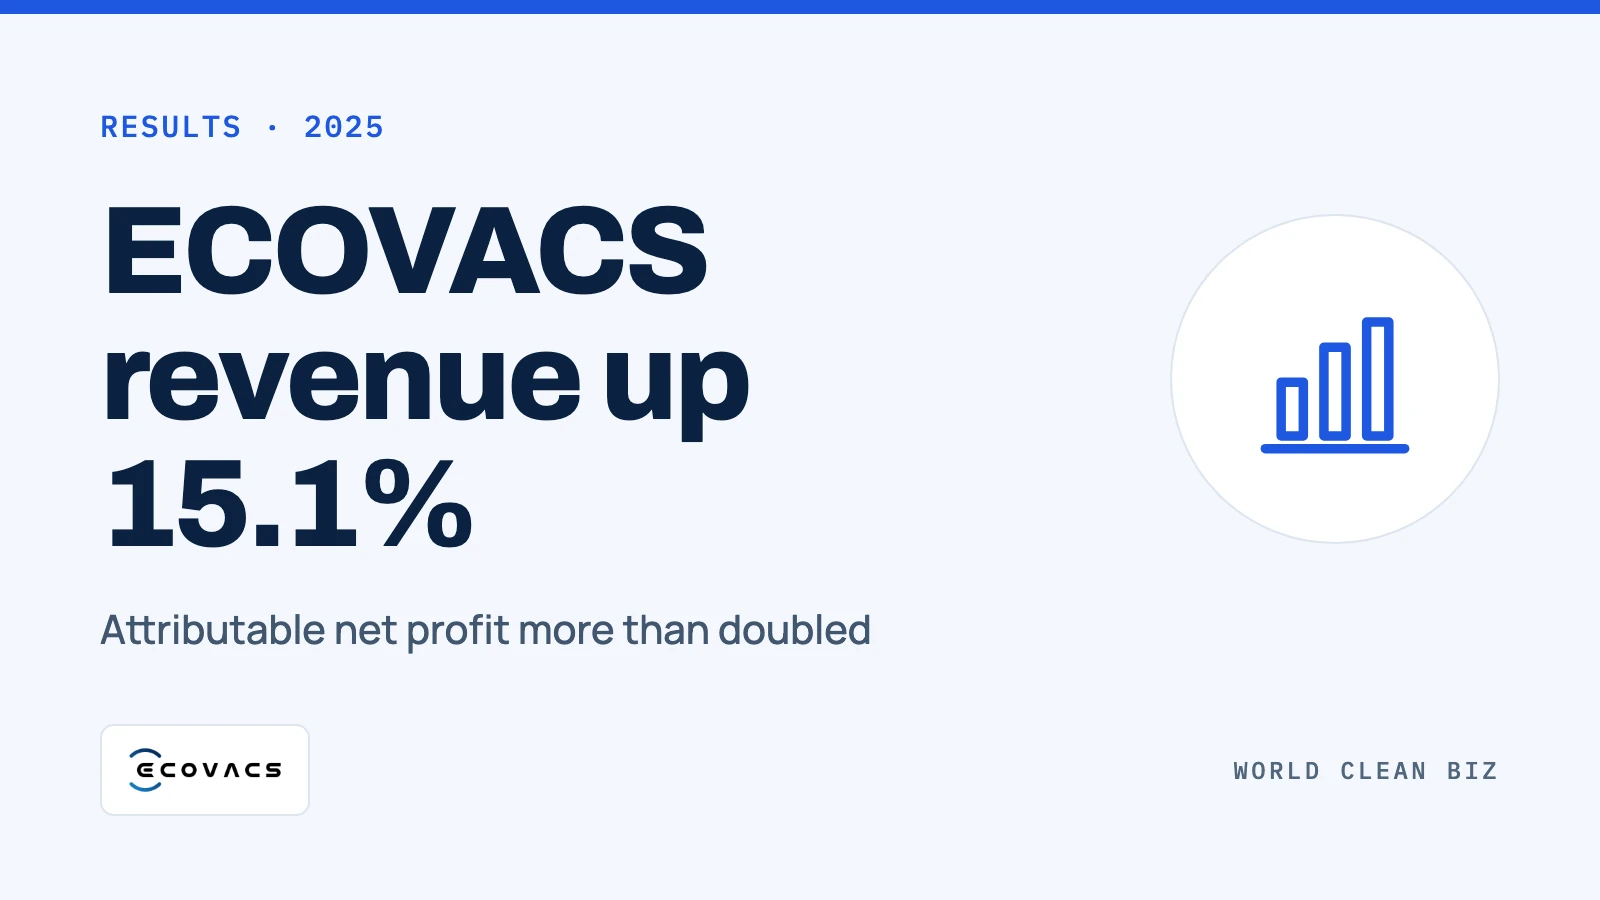 RESULTS · 2025
ECOVACS
revenue up
15.1%
Attributable net profit more than doubled
ECOVACS
WORLD CLEAN BIZ